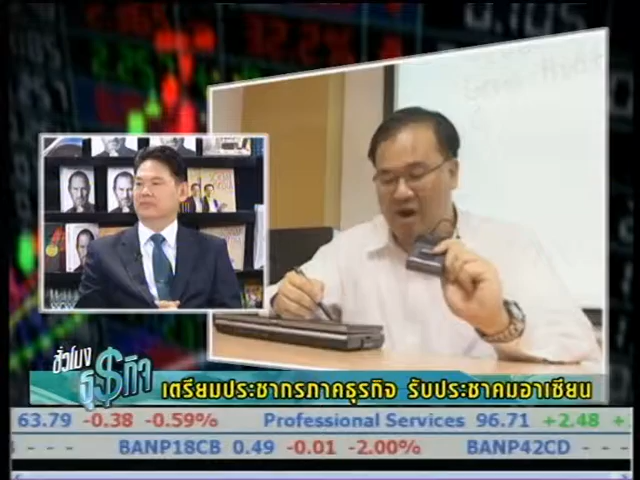 ชั่วโมง
ธุ$กิจ
เตรียมประชากรภาคธุรกิจ รับประชาคมอาเซียน
63.79 -0.38 -0.59% Professional Services 96.71 +2.48 +
- - - BANP18CB 0.49 -0.01 -2.00% BANP42CD - - -